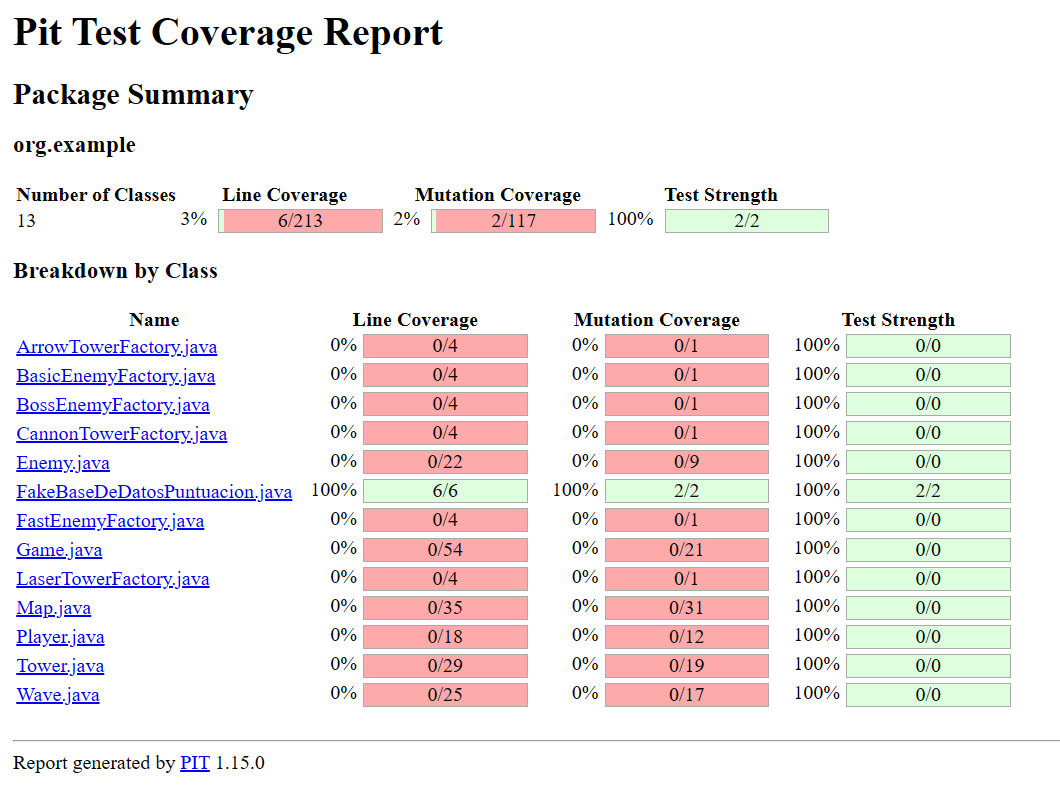 Pit Test Coverage Report
Package Summary
org.example
Number of Classes Line Coverage Mutation Coverage Test Strength
13 3% 6/213 2% 2/117 100% 2/2
Breakdown by Class
Name Line Coverage Mutation Coverage Test Strength
ArrowTowerFactory.java 0% 0/4 0% 0/1 100% 0/0
BasicEnemyFactory.java 0% 0/4 0% 0/1 100% 0/0
BossEnemyFactory.java 0% 0/4 0% 0/1 100% 0/0
CannonTowerFactory.java 0% 0/4 0% 0/1 100% 0/0
Enemy.java 0% 0/22 0% 0/9 100% 0/0
FakeBaseDeDatosPuntuacion.java 100% 6/6 100% 2/2 100% 2/2
FastEnemyFactory.java 0% 0/4 0% 0/1 100% 0/0
Game.java 0% 0/54 0% 0/21 100% 0/0
LaserTowerFactory.java 0% 0/4 0% 0/1 100% 0/0
Map.java 0% 0/35 0% 0/31 100% 0/0
Player.java 0% 0/18 0% 0/12 100% 0/0
Tower.java 0% 0/29 0% 0/19 100% 0/0
Wave.java 0% 0/25 0% 0/17 100% 0/0
Report generated by PIT 1.15.0